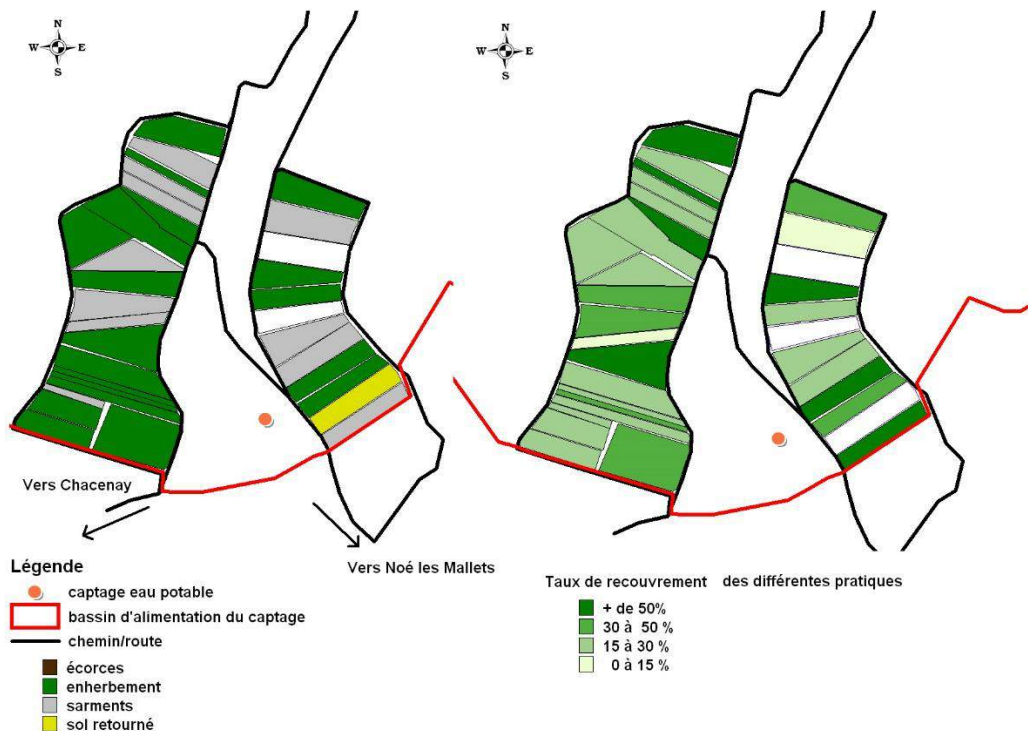 N
W E
S
N
W E
S
Vers Chacenay
Vers Noé les Mallets
Légende
captage eau potable
bassin d'alimentation du captage
chemin/route
écorces
enherbement
sarments
sol retourné
Taux de recouvrement des différentes pratiques
+ de 50%
30 à 50 %
15 à 30 %
0 à 15 %